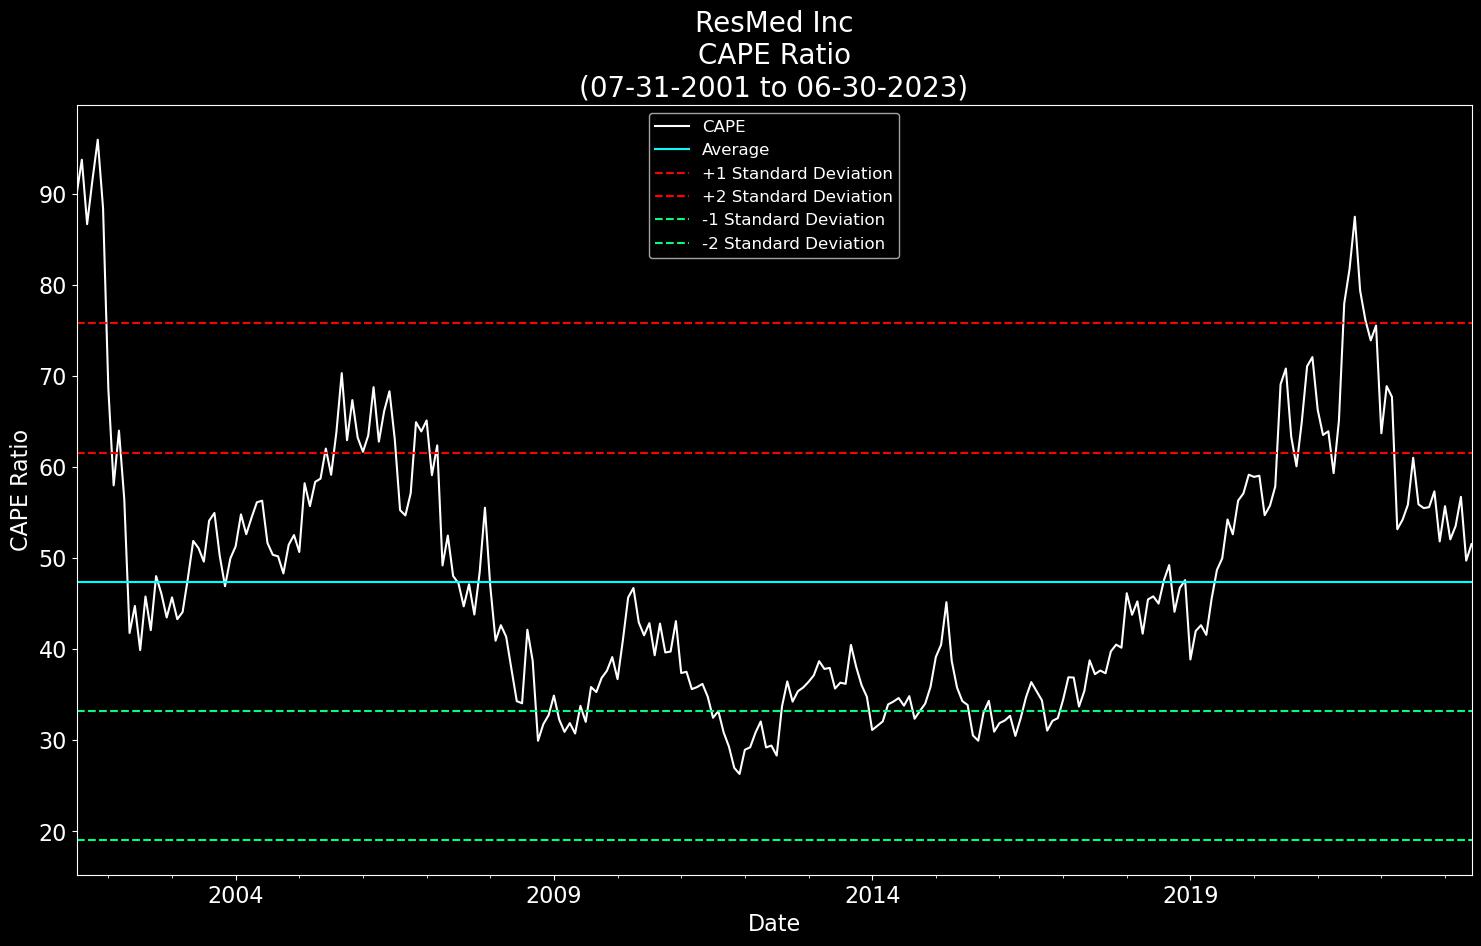 ResMed Inc
CAPE Ratio
(07-31-2001 to 06-30-2023)
CAPE
Average
+1 Standard Deviation
+2 Standard Deviation
-1 Standard Deviation
-2 Standard Deviation
90
80
70
60
50
40
30
20
CAPE Ratio
2004 2009 2014 2019
Date